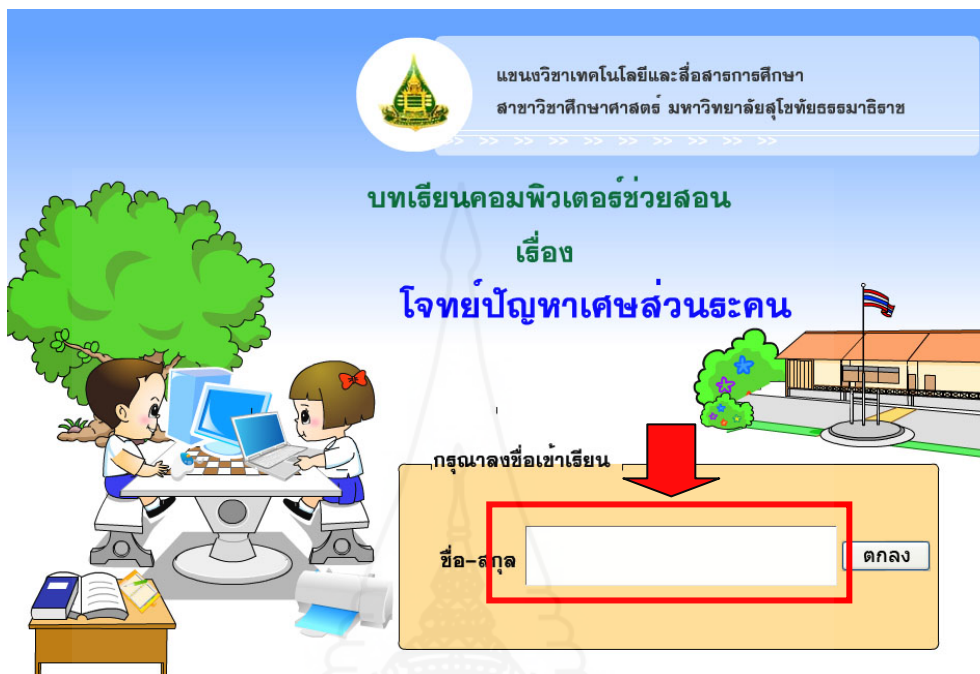 แขนงวิชาเทคโนโลยีและสื่อสารการศึกษา
สาขาวิชาศึกษาศาสตร์ มหาวิทยาลัยสุโขทัยธรรมาธิราช
>> >> >> >> >> >> >> >> >> >>
บทเรียนคอมพิวเตอร์ช่วยสอน
เรื่อง
โจทย์ปัญหาเศษส่วนระคน
กรุณาลงชื่อเข้าเรียน
ชื่อ-สกุล
ตกลง